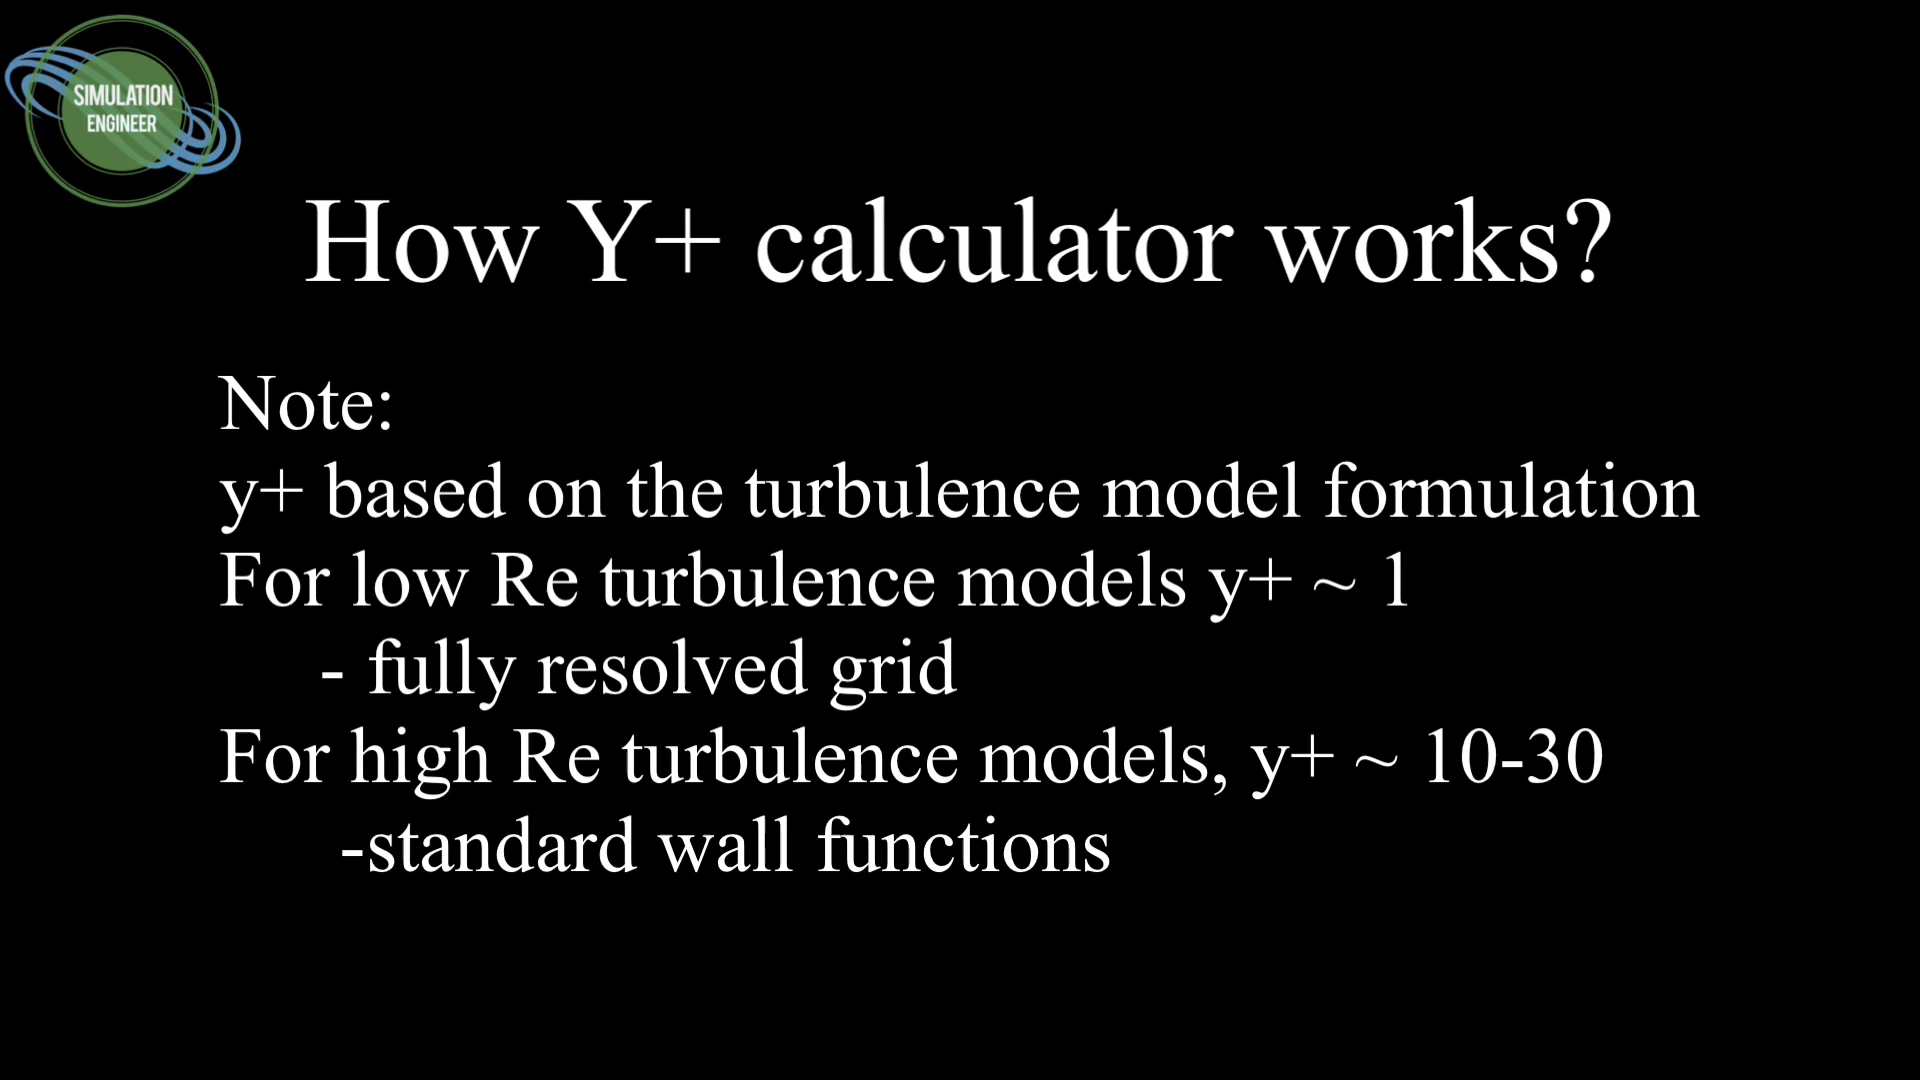 SIMULATION
ENGINEER
How Y+ calculator works?
Note:
y+ based on the turbulence model formulation
For low Re turbulence models y+ ~ 1
- fully resolved grid
For high Re turbulence models, y+ ~ 10-30
-standard wall functions